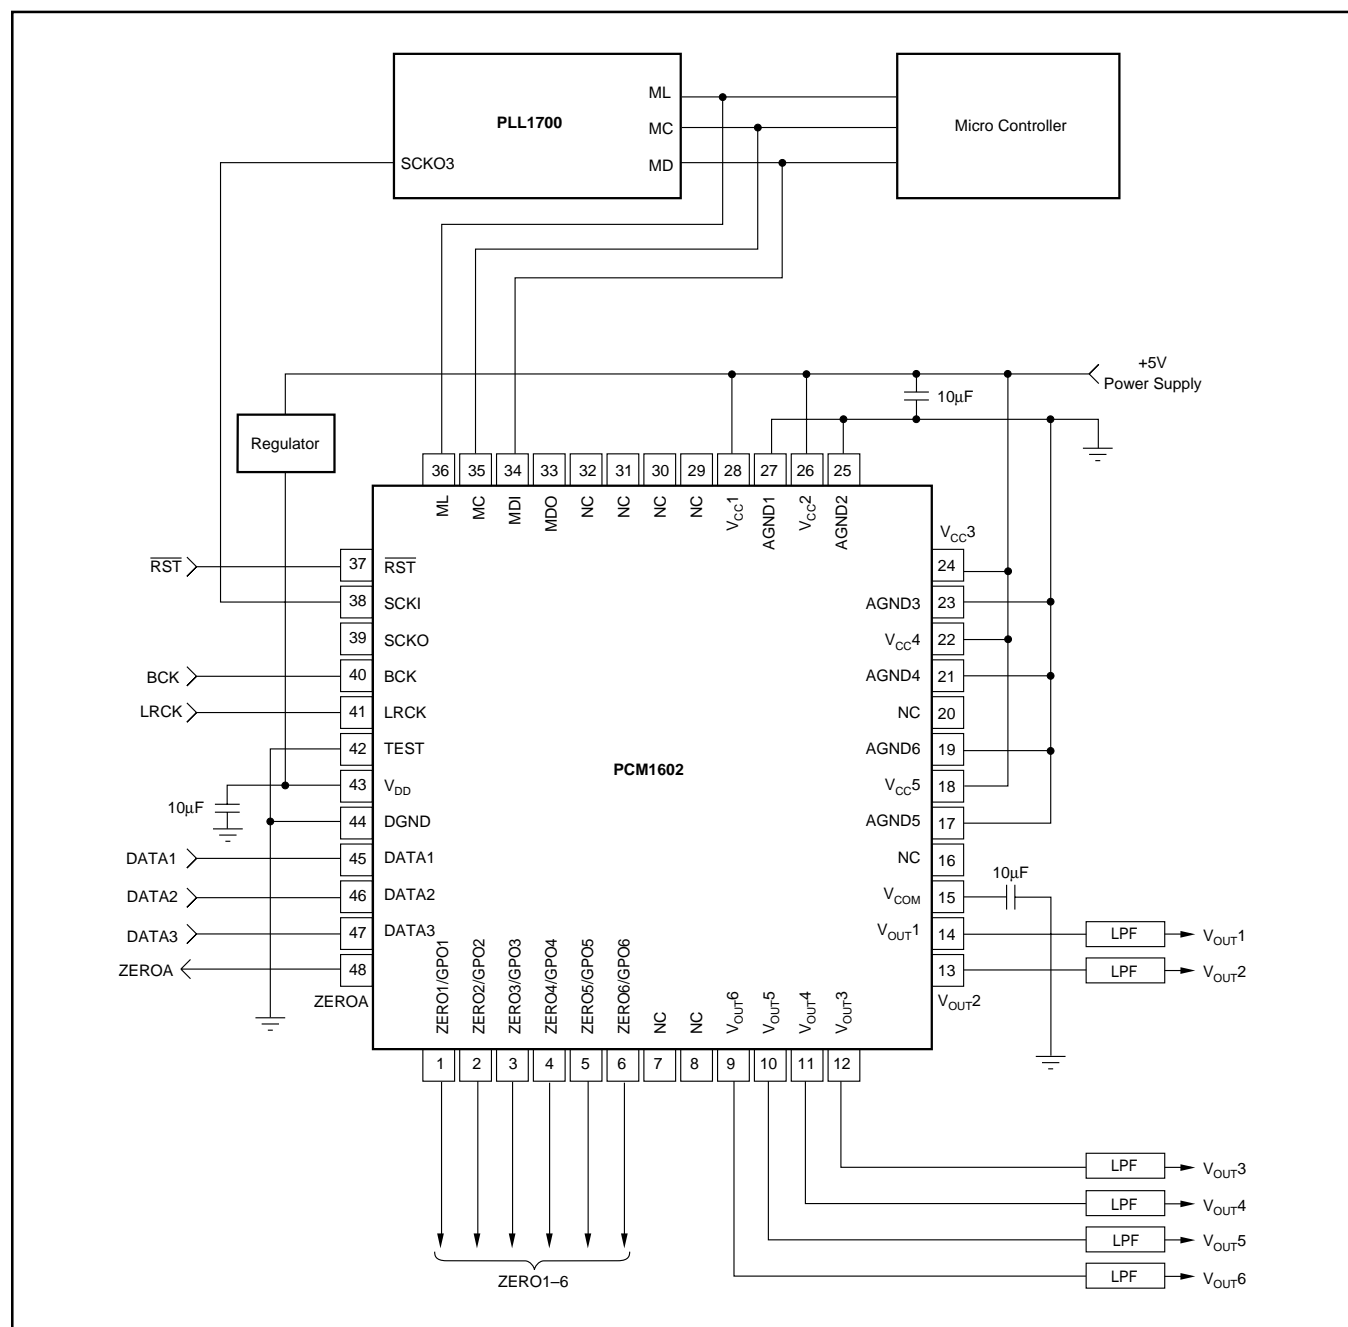 ML
PLL1700
MC
Micro Controller
SCKO3
MD
+5V
Power Supply
10μF
Regulator
36 35 34 33 32 31 30 29 28 27 26 25
ML MC MDI MDO NC NC NC NC VCC1 AGND1 VCC2 AGND2
VCC3
RST 37 RST
24
38 SCKI
AGND3 23
39 SCKO
VCC4 22
BCK 40 BCK
AGND4 21
LRCK 41 LRCK
NC 20
42 TEST
AGND6 19
PCM1602
43 VDD
VCC5 18
10μF
44 DGND
AGND5 17
DATA1 45 DATA1
NC 16
10μF
DATA2 46 DATA2
VCOM 15
DATA3 47 DATA3
VOUT1 14 LPF VOUT1
ZEROA 48
13 LPF VOUT2
ZEROA
VOUT2
ZERO1/GPO1 ZERO2/GPO2 ZERO3/GPO3 ZERO4/GPO4 ZERO5/GPO5 ZERO6/GPO6 NC NC VOUT6 VOUT5 VOUT4 VOUT3
1 2 3 4 5 6 7 8 9 10 11 12
LPF VOUT3
LPF VOUT4
LPF VOUT5
ZERO1–6
LPF VOUT6